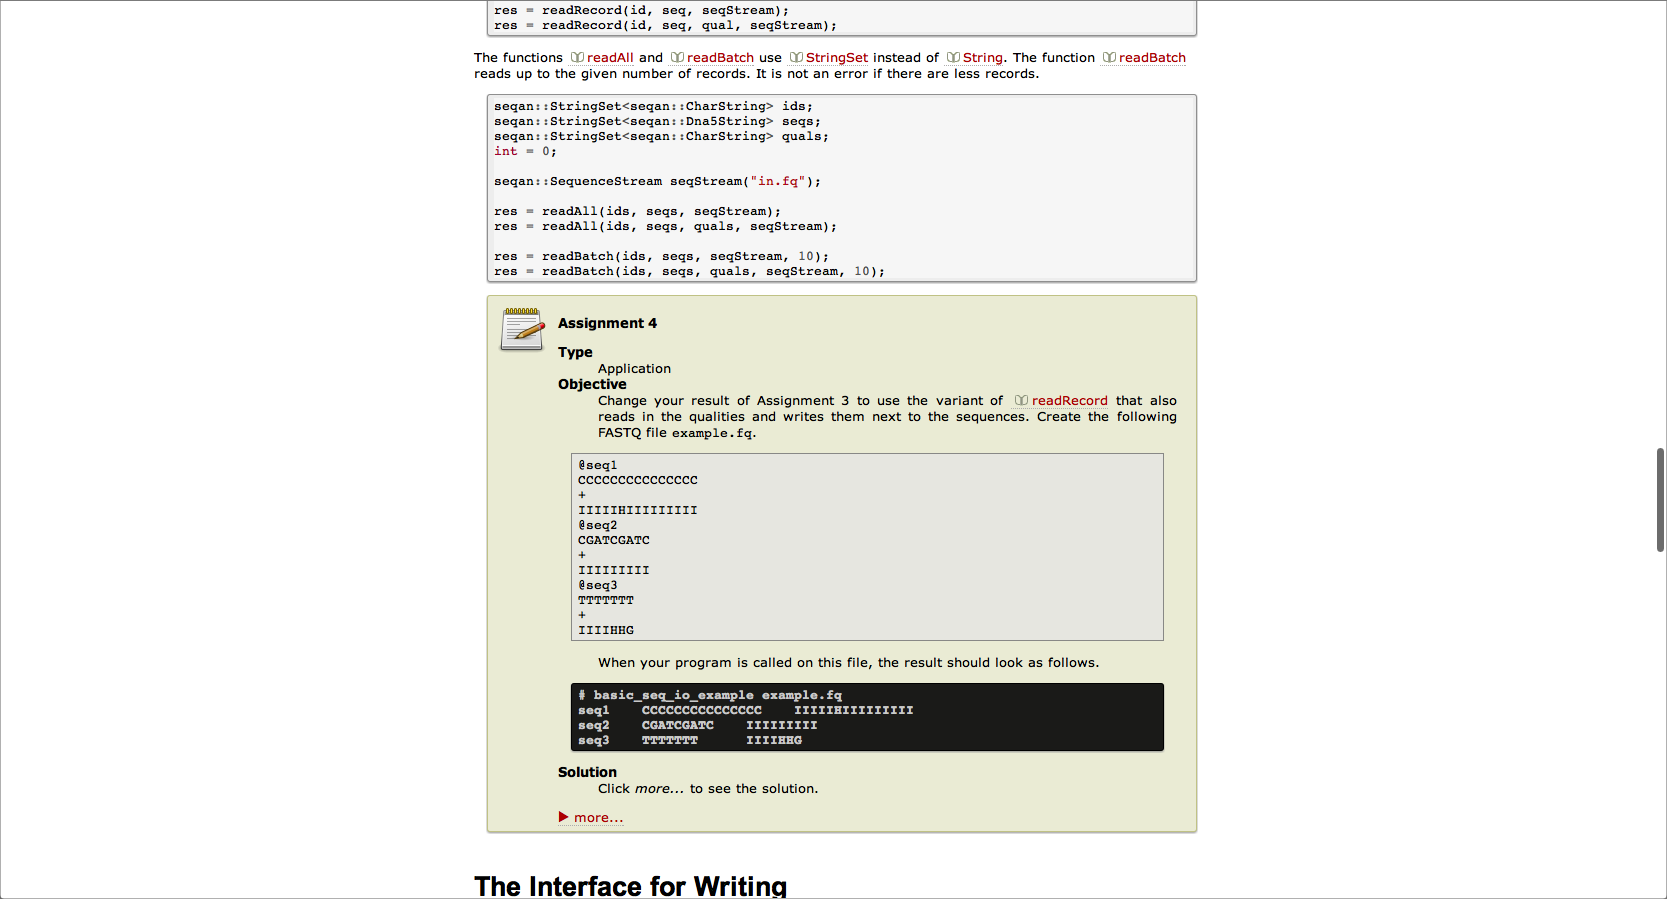 res = readRecord(id, seq, seqStream);
res = readRecord(id, seq, qual, seqStream);
The functions readAll and readBatch use StringSet instead of String. The function readBatch
reads up to the given number of records. It is not an error if there are less records.
seqan::StringSet<seqan::CharString> ids;
seqan::StringSet<seqan::Dna5String> seqs;
seqan::StringSet<seqan::CharString> quals;
int = 0;
seqan::SequenceStream seqStream("in.fq");
res = readAll(ids, seqs, seqStream);
res = readAll(ids, seqs, quals, seqStream);
res = readBatch(ids, seqs, seqStream, 10);
res = readBatch(ids, seqs, quals, seqStream, 10);
Assignment 4
Type
Application
Objective
Change your result of Assignment 3 to use the variant of readRecord that also
reads in the qualities and writes them next to the sequences. Create the following
FASTQ file example.fq.
@seq1
CCCCCCCCCCCCCCC
+
IIIIIHIIIIIIIII
@seq2
CGATCGATC
+
IIIIIIIII
@seq3
TTTTTTT
+
IIIIHHG
When your program is called on this file, the result should look as follows.
# basic_seq_io_example example.fq
seq1    CCCCCCCCCCCCCCC    IIIIIHIIIIIIIII
seq2    CGATCGATC    IIIIIIIII
seq3    TTTTTTT      IIIIHHG
Solution
Click more... to see the solution.
more...
The Interface for Writing